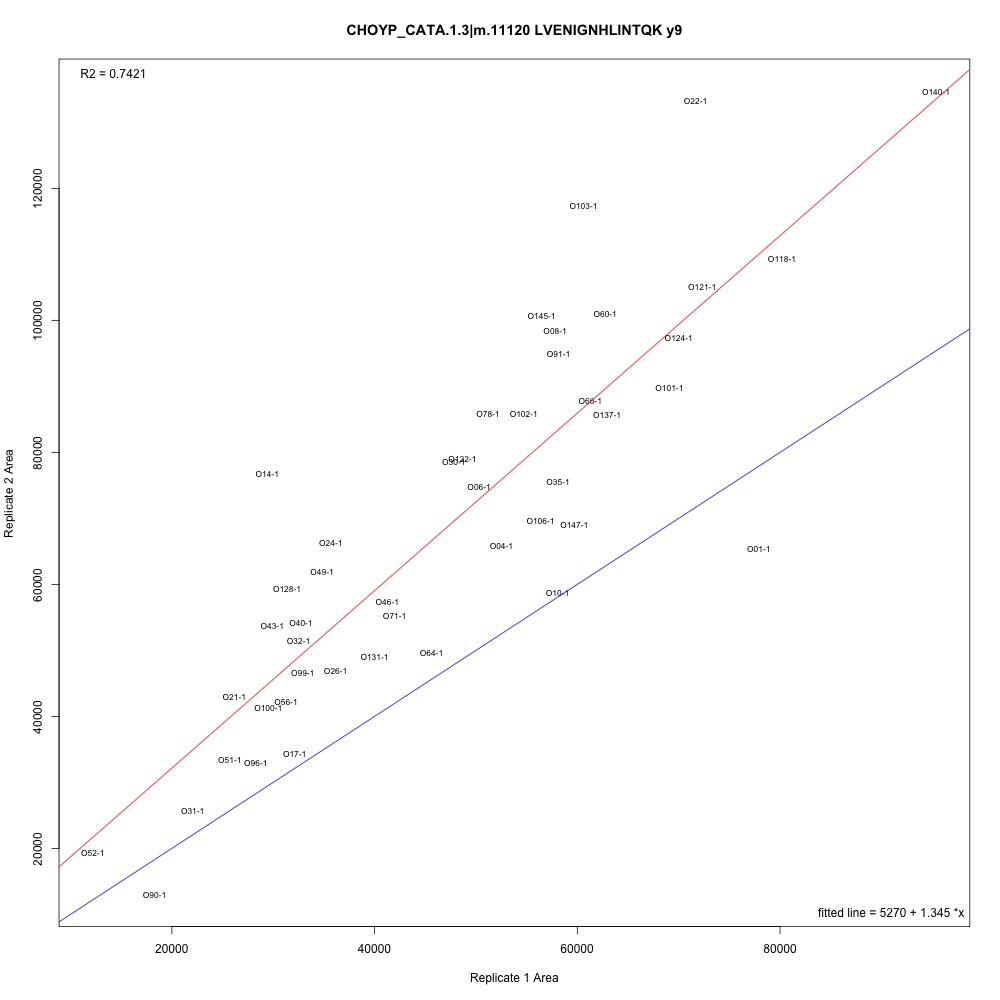 CHOYP_CATA.1.3|m.11120 LVENIGNHLINTQK y9
R2 = 0.7421
O140-1
O22-1
O103-1
O118-1
O121-1
O145-1
O60-1
O08-1
O124-1
O91-1
O101-1
O66-1
O78-1
O102-1
O137-1
O122-1
O30-1
O14-1
O06-1
O35-1
O106-1
O147-1
O24-1
O04-1
O01-1
O49-1
O128-1
O10-1
O46-1
O71-1
O43-1
O40-1
O32-1
O131-1
O64-1
O99-1
O26-1
O21-1
O56-1
O100-1
O17-1
O51-1
O96-1
O31-1
O52-1
O90-1
fitted line = 5270 + 1.345 *x
120000
100000
80000
60000
40000
20000
Replicate 2 Area
20000
40000
60000
80000
Replicate 1 Area